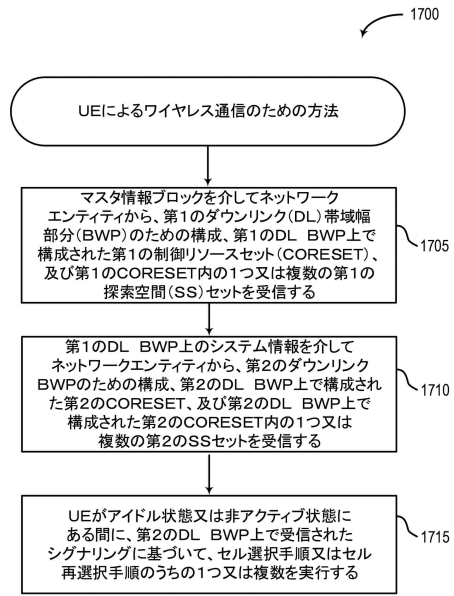 1700
UEによるワイヤレス通信のための方法
マスタ情報ブロックを介してネットワーク
エンティティから、第1のダウンリンク(DL)帯域幅
部分(BWP)のための構成、第1のDL BWP上で
構成された第1の制御リソースセット(CORESET)、
及び第1のCORESET内の1つ又は複数の第1の
探索空間(SS)セットを受信する
1705
第1のDL BWP上のシステム情報を介して
ネットワークエンティティから、第2のダウンリンク
BWPのための構成、第2のDL BWP上で構成され
た第2のCORESET、及び第2のDL BWP上で
構成された第2のCORESET内の1つ又は
複数の第2のSSセットを受信する
1710
UEがアイドル状態又は非アクティブ状態に
ある間に、第2のDL BWP上で受信された
シグナリングに基づいて、セル選択手順又はセル
再選択手順のうちの1つ又は複数を実行する
1715